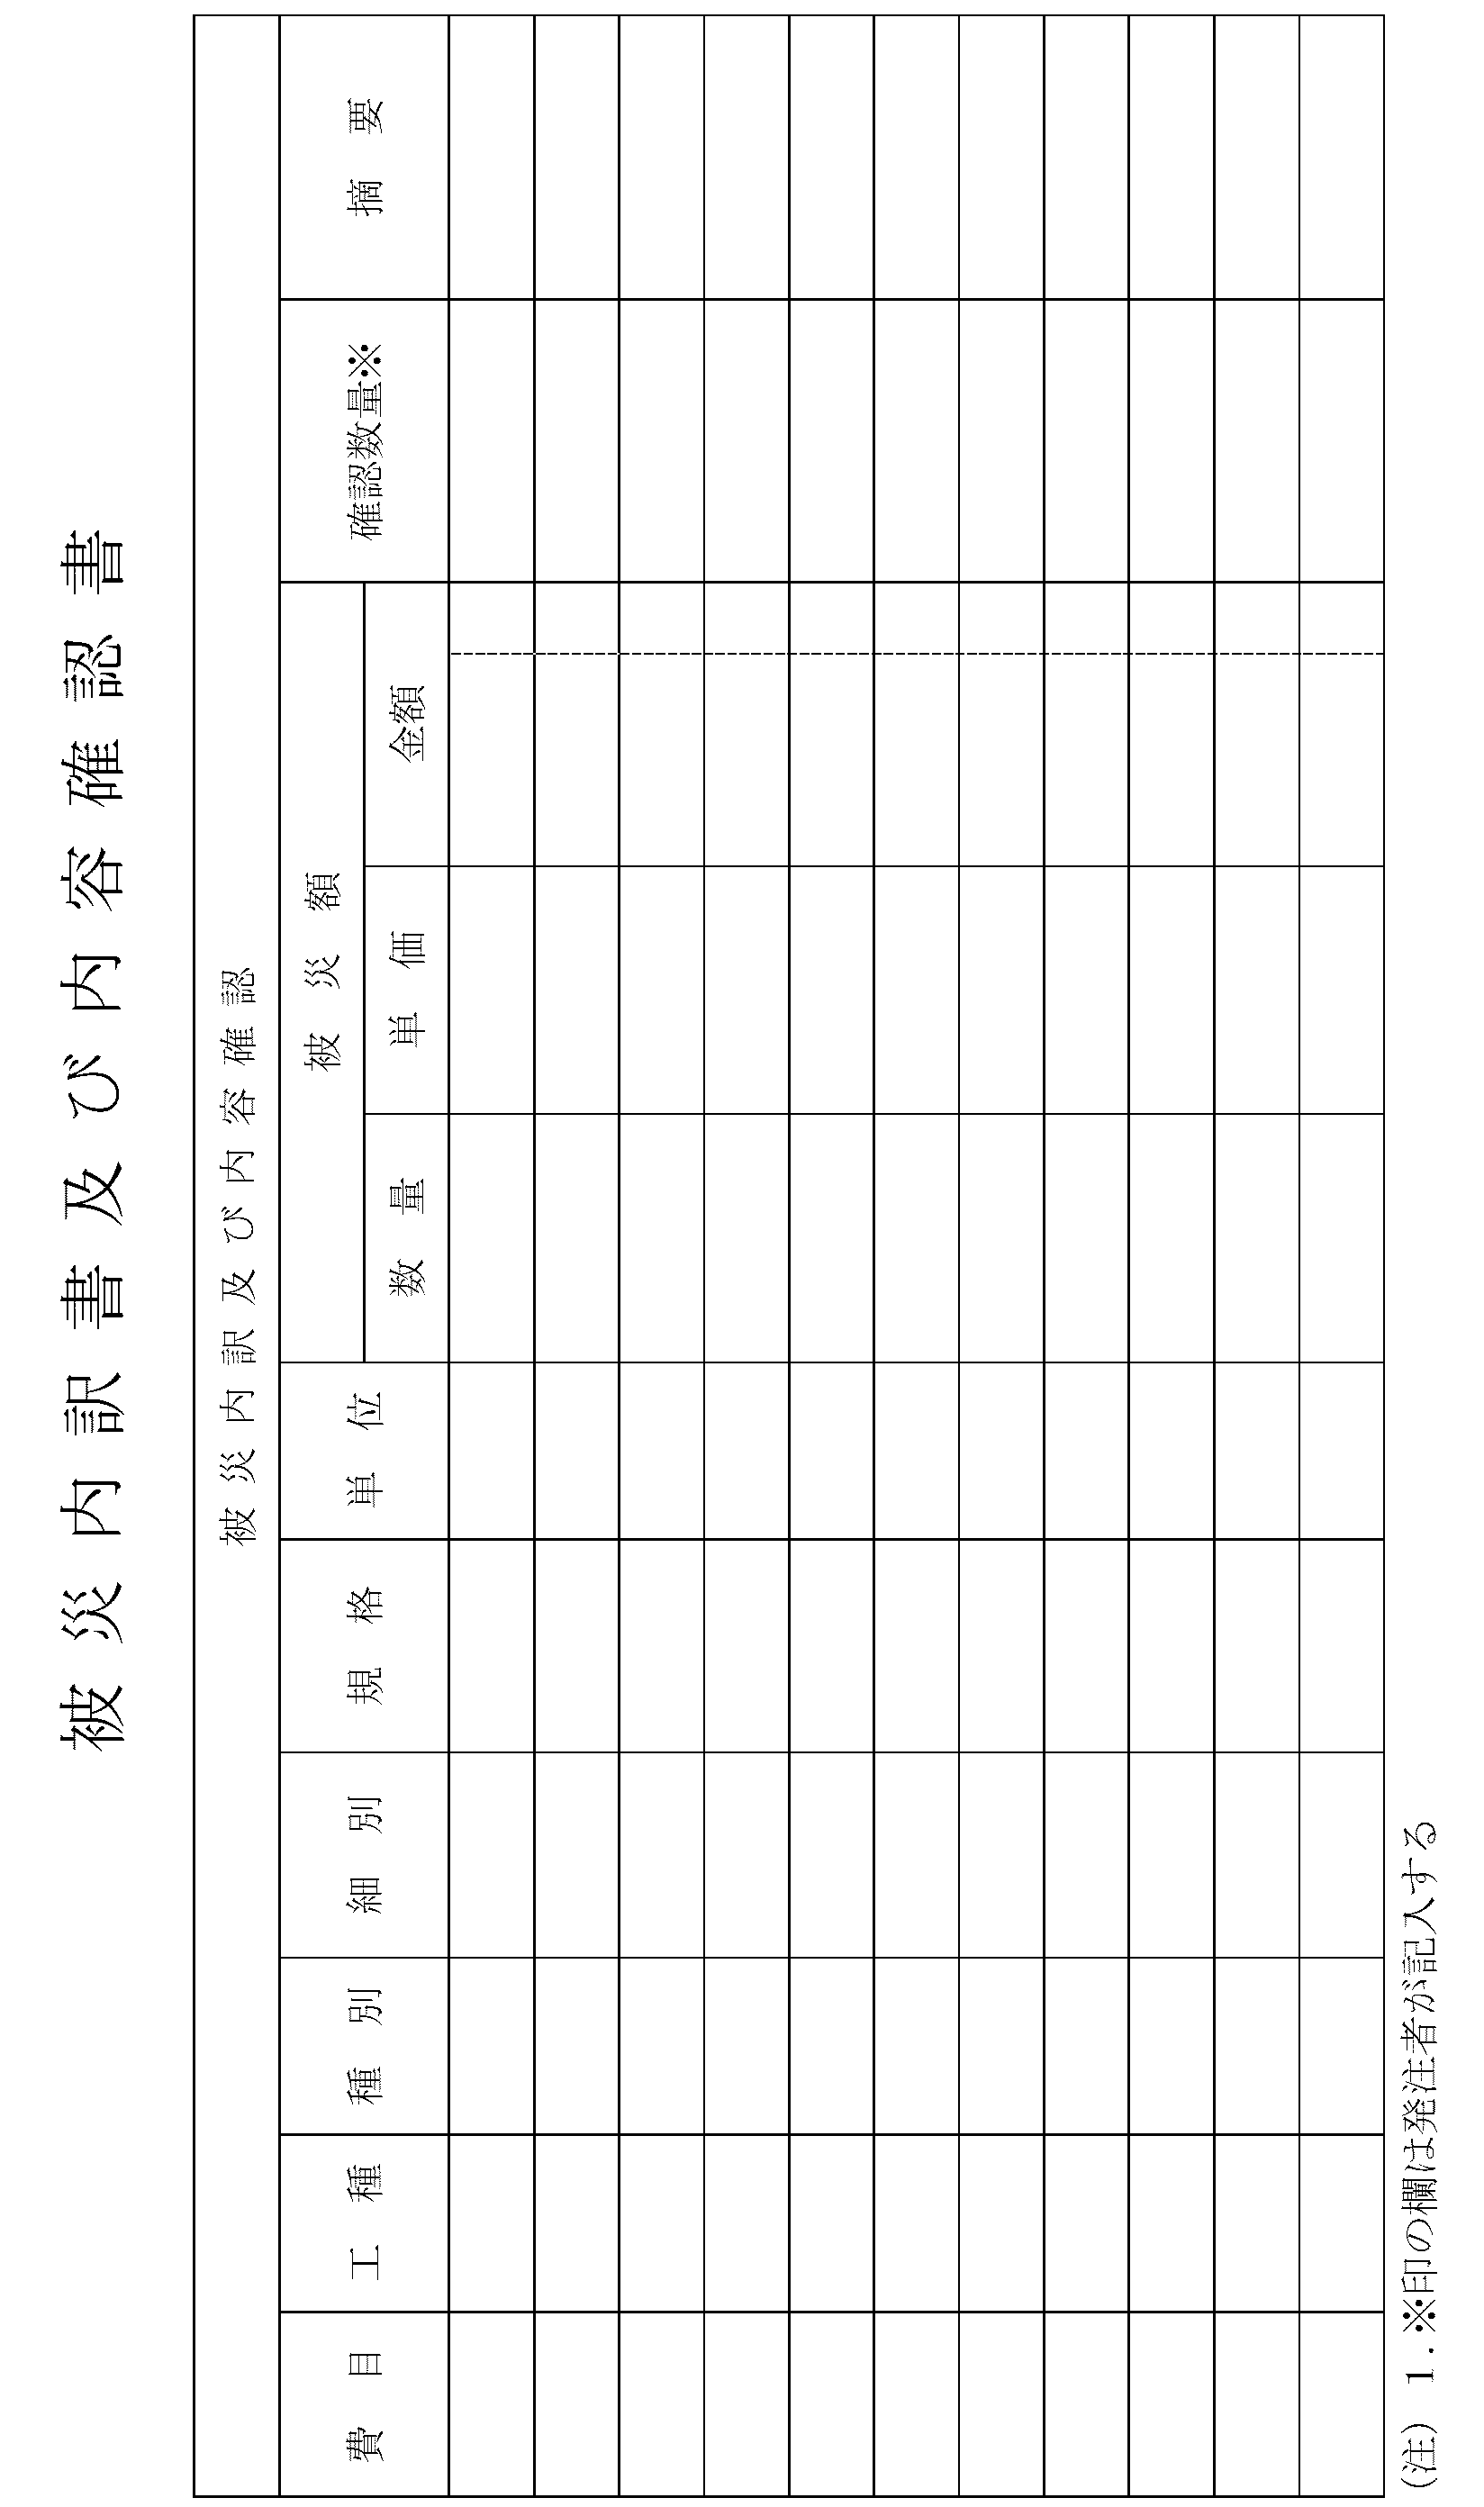 被災内訳書及び内容確認書
被災内訳及び内容確認
費目 工種 種別 細別 規格 単位 被災額 確認数量※ 摘要
数量 単価 金額
(注) 1．※印の欄は発注者が記入する